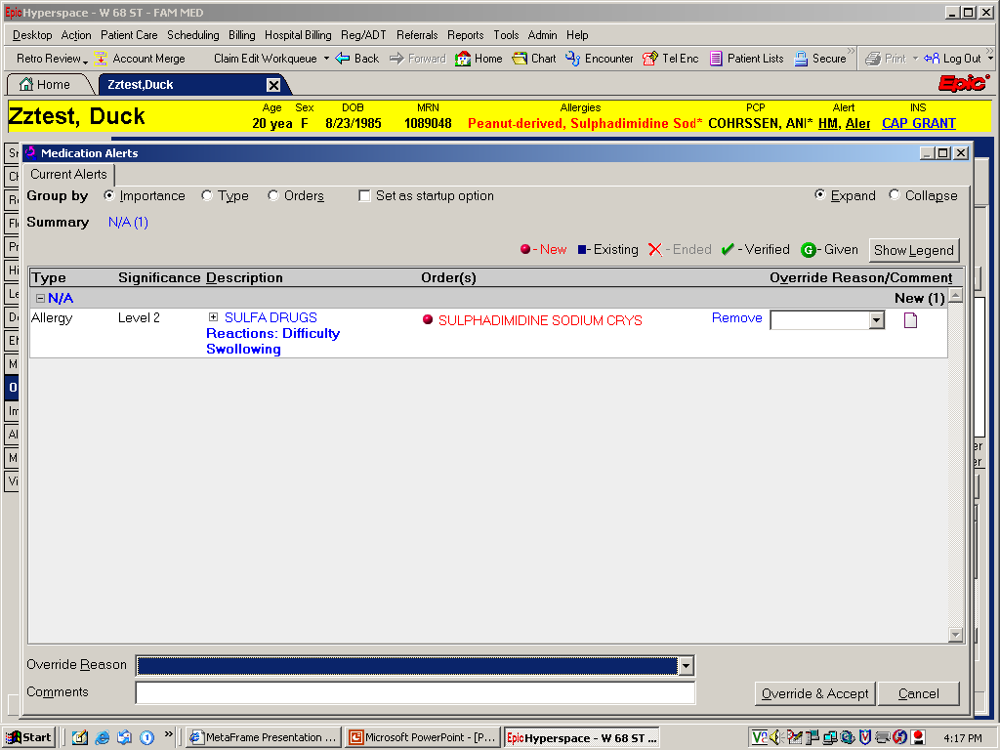 Epic Hyperspace - W 68 ST - FAM MED
Desktop Action Patient Care Scheduling Billing Hospital Billing Reg/ADT Referrals Reports Tools Admin Help
Retro Review Account Merge Claim Edit Workqueue Back Forward Home Chart Encounter Tel Enc Patient Lists Secure » Print Log Out »
Home Zztest,Duck Epic
Age Sex DOB MRN Allergies PCP Alert INS
Zztest, Duck 20 yea F 8/23/1985 1089048 Peanut-derived, Sulphadimidine Sod* COHRSSEN, ANI* HM, Aler CAP GRANT
Medication Alerts
Current Alerts
Group by Importance Type Orders Set as startup option Expand Collapse
Summary N/A (1)
- New - Existing - Ended - Verified G - Given Show Legend
Type Significance Description Order(s) Override Reason/Comment
N/A New (1)
Allergy Level 2 SULFA DRUGS SULPHADIMIDINE SODIUM CRYS Remove
Reactions: Difficulty
Swollowing
Override Reason
Comments Override & Accept Cancel
Start » MetaFrame Presentation ... Microsoft PowerPoint - [P... Epic Hyperspace - W 68 ST ... 4:17 PM